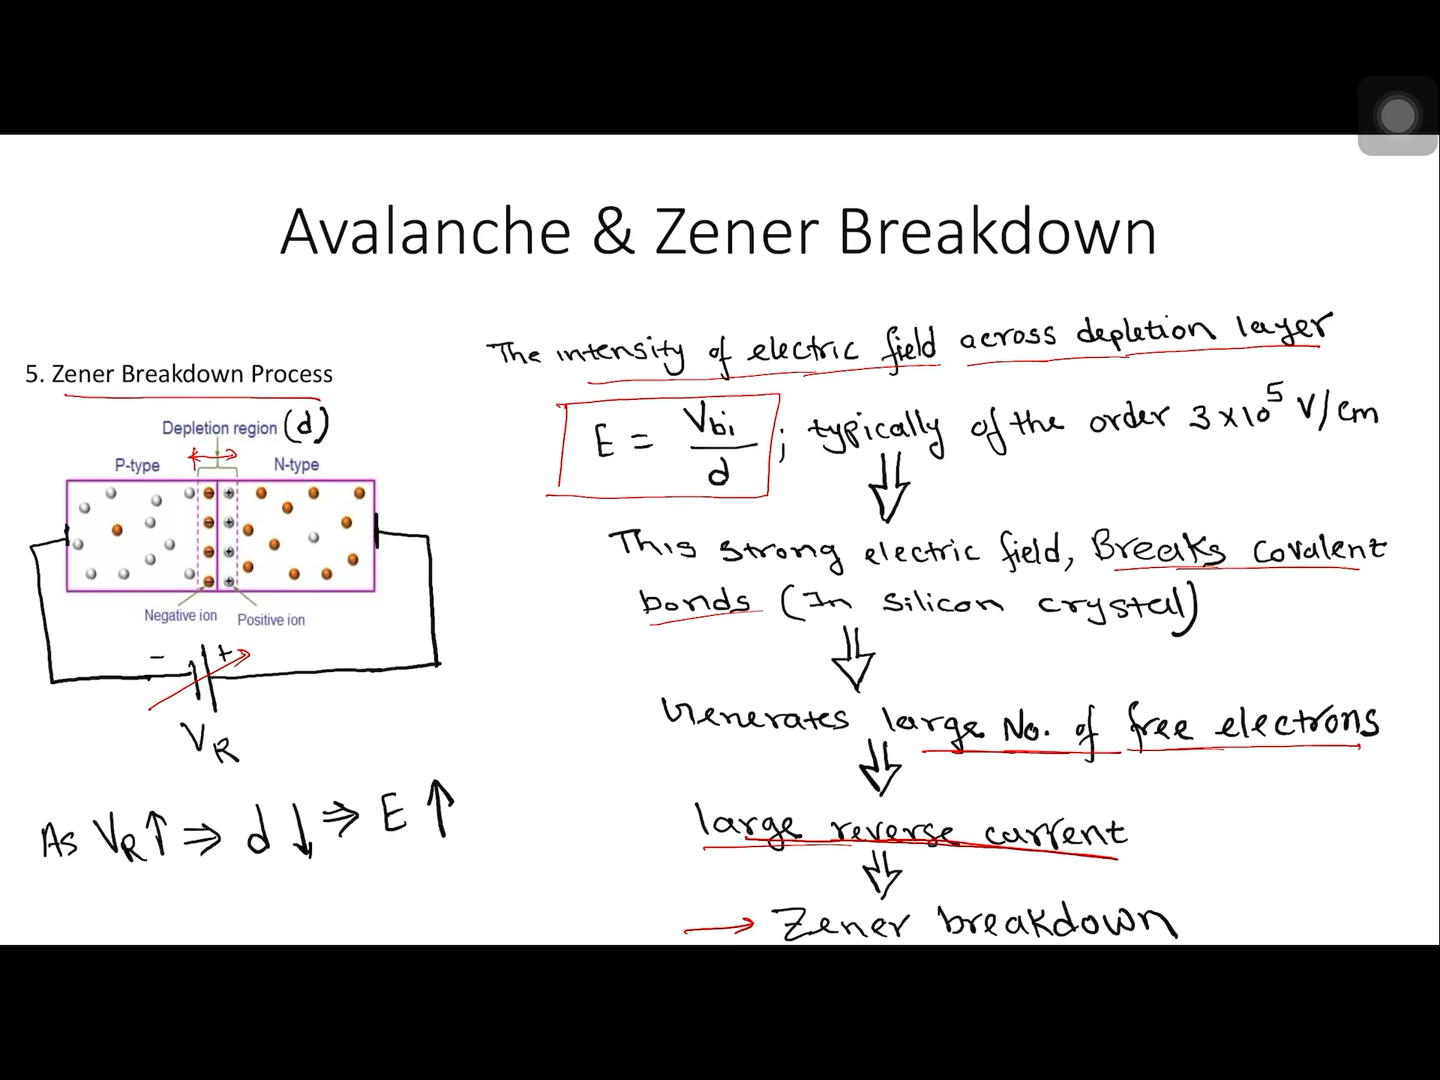 Avalanche & Zener Breakdown
The intensity of electric field across depletion layer
5. Zener Breakdown Process
Depletion region (d)
P-type
N-type
E = Vbi / d ; typically of the order 3×10⁵ V/cm
This strong electric field, Breaks covalent
bonds (In silicon crystal)
Negative ion
Positive ion
- +
VR
Generates large No. of free electrons
As VR↑ ⇒ d↓ ⇒ E↑
large reverse current
→ Zener breakdown